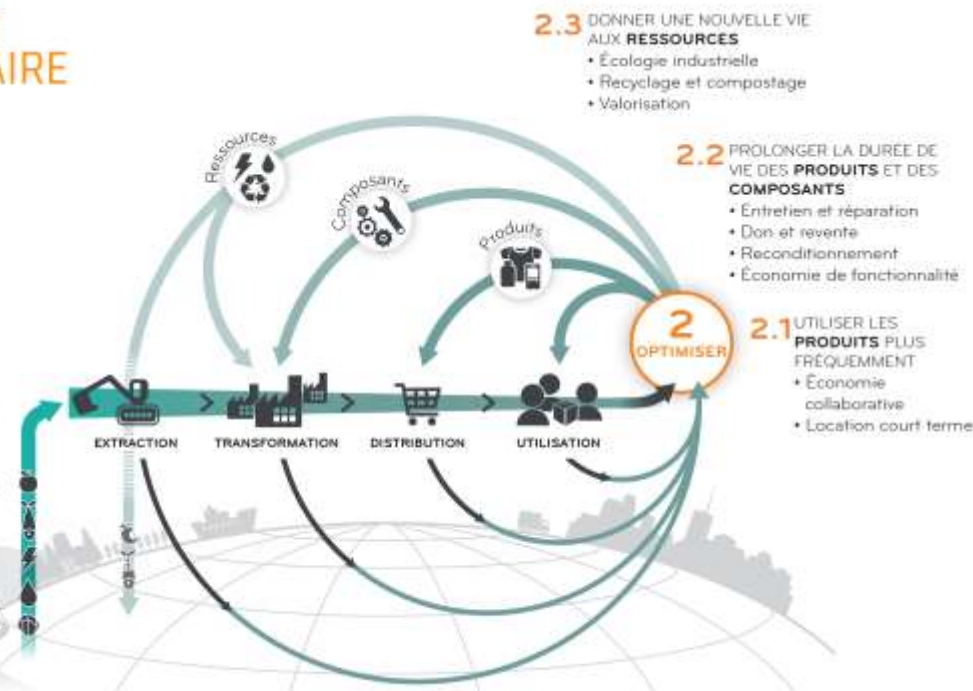 AIRE
2.3 DONNER UNE NOUVELLE VIE
AUX RESSOURCES
• Écologie industrielle
• Recyclage et compostage
• Valorisation
2.2 PROLONGER LA DURÉE DE
VIE DES PRODUITS ET DES
COMPOSANTS
• Entretien et réparation
• Don et revente
• Reconditionnement
• Économie de fonctionnalité
2.1 UTILISER LES
PRODUITS PLUS
FRÉQUEMMENT
• Économie
collaborative
• Location court terme
Ressources
Composants
Produits
2
OPTIMISER
EXTRACTION
TRANSFORMATION
DISTRIBUTION
UTILISATION